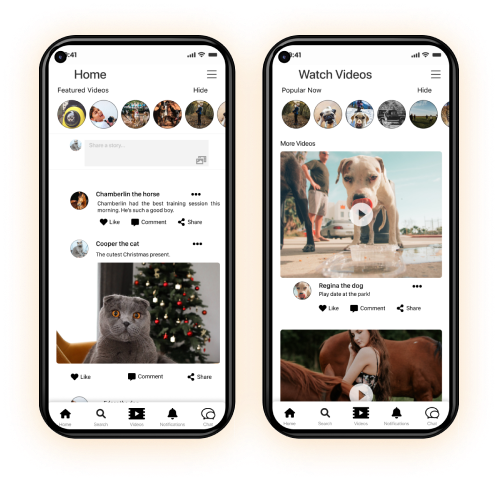 9:41
Home
Featured Videos Hide
Share a story...
Chamberlin the horse
Chamberlin had the best training session this
morning. He's such a good boy.
Like Comment Share
Cooper the cat
The cutest Christmas present.
Like Comment Share
the dog
Home Search Videos Notifications Chat
:41
Watch Videos
Popular Now Hide
More Videos
Regina the dog
Play date at the park!
Like Comment Share
Home Search Videos Notifications Chat